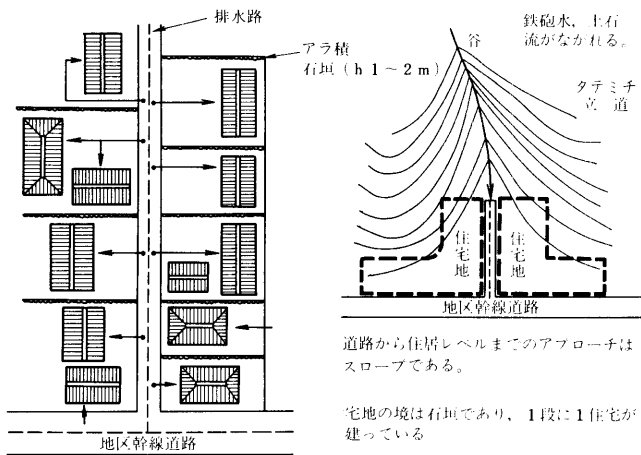 排水路
アラ積
石垣（h 1～2 m）
地区幹線道路
鉄砲水，土石
流がながれる。
谷
タテミチ
立 道
住宅地
住宅地
地区幹線道路
道路から住居レベルまでのアプローチは
スロープである。
宅地の境は石垣であり，1段に1住宅が
建っている